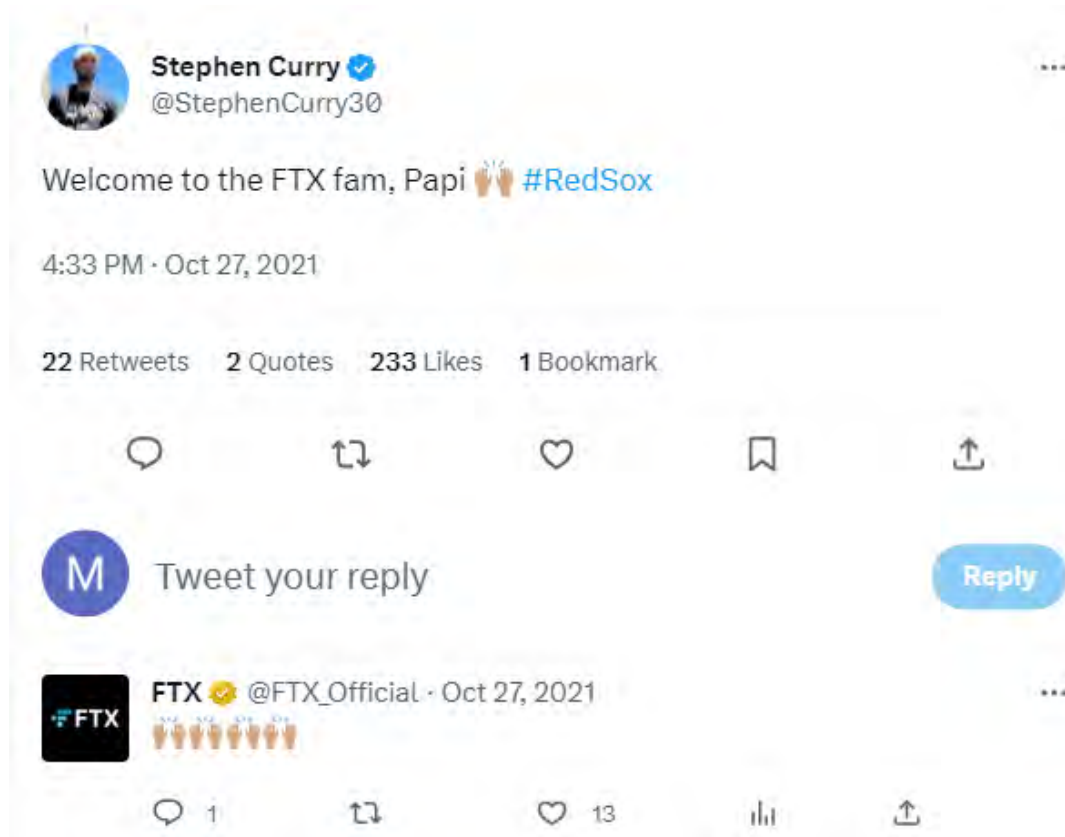 Stephen Curry
@StephenCurry30
Welcome to the FTX fam, Papi 🙌🏽 #RedSox
4:33 PM · Oct 27, 2021
22 Retweets 2 Quotes 233 Likes 1 Bookmark
M Tweet your reply Reply
FTX FTX @FTX_Official · Oct 27, 2021
🙌🏽🙌🏽🙌🏽🙌🏽
1 13